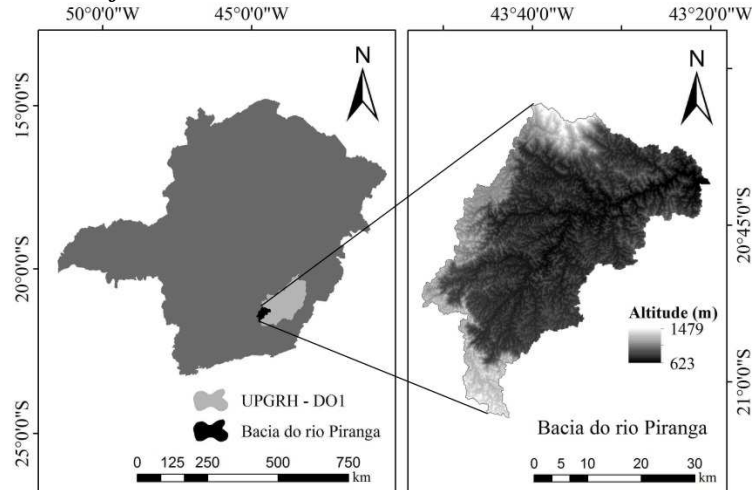 50°0'0"W 45°0'0"W
43°40'0"W 43°20'0"W
N
15°0'0"S
20°0'0"S
25°0'0"S
UPGRH - DO1
Bacia do rio Piranga
0 125 250 500 750
km
N
20°45'0"S
21°0'0"S
Altitude (m)
1479
623
Bacia do rio Piranga
0 5 10 20 30
km